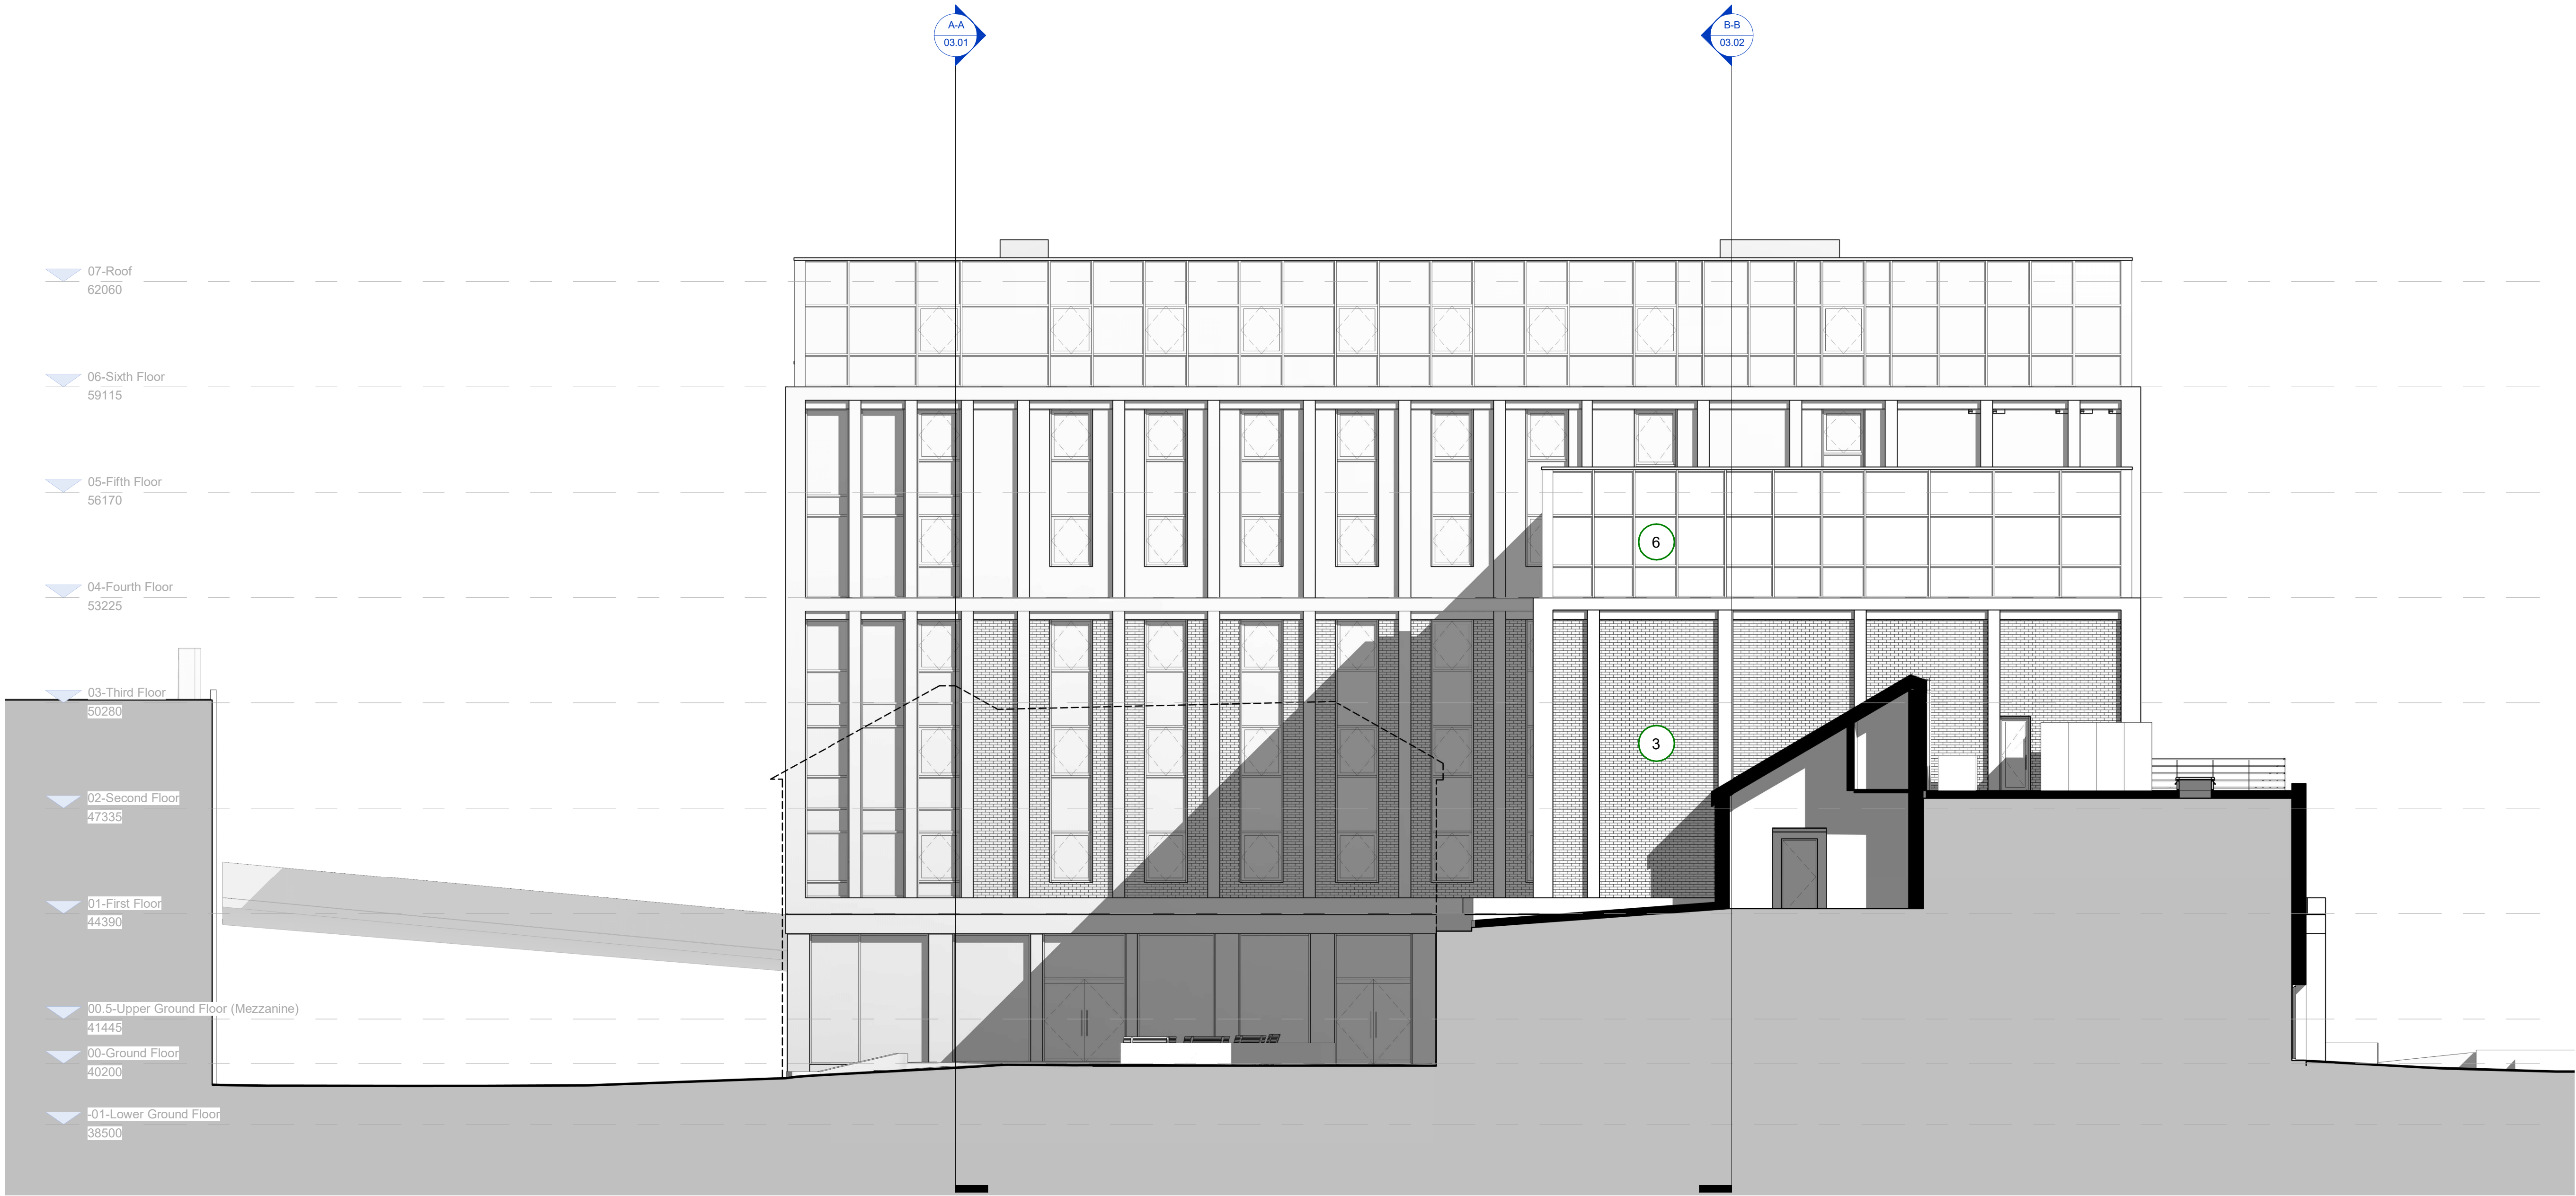 A-A
03.01
B-B
03.02
07-Roof
62060
06-Sixth Floor
59115
05-Fifth Floor
56170
6
04-Fourth Floor
53225
03-Third Floor
50280
3
02-Second Floor
47335
01-First Floor
44390
00.5-Upper Ground Floor (Mezzanine)
41445
00-Ground Floor
40200
-01-Lower Ground Floor
38500